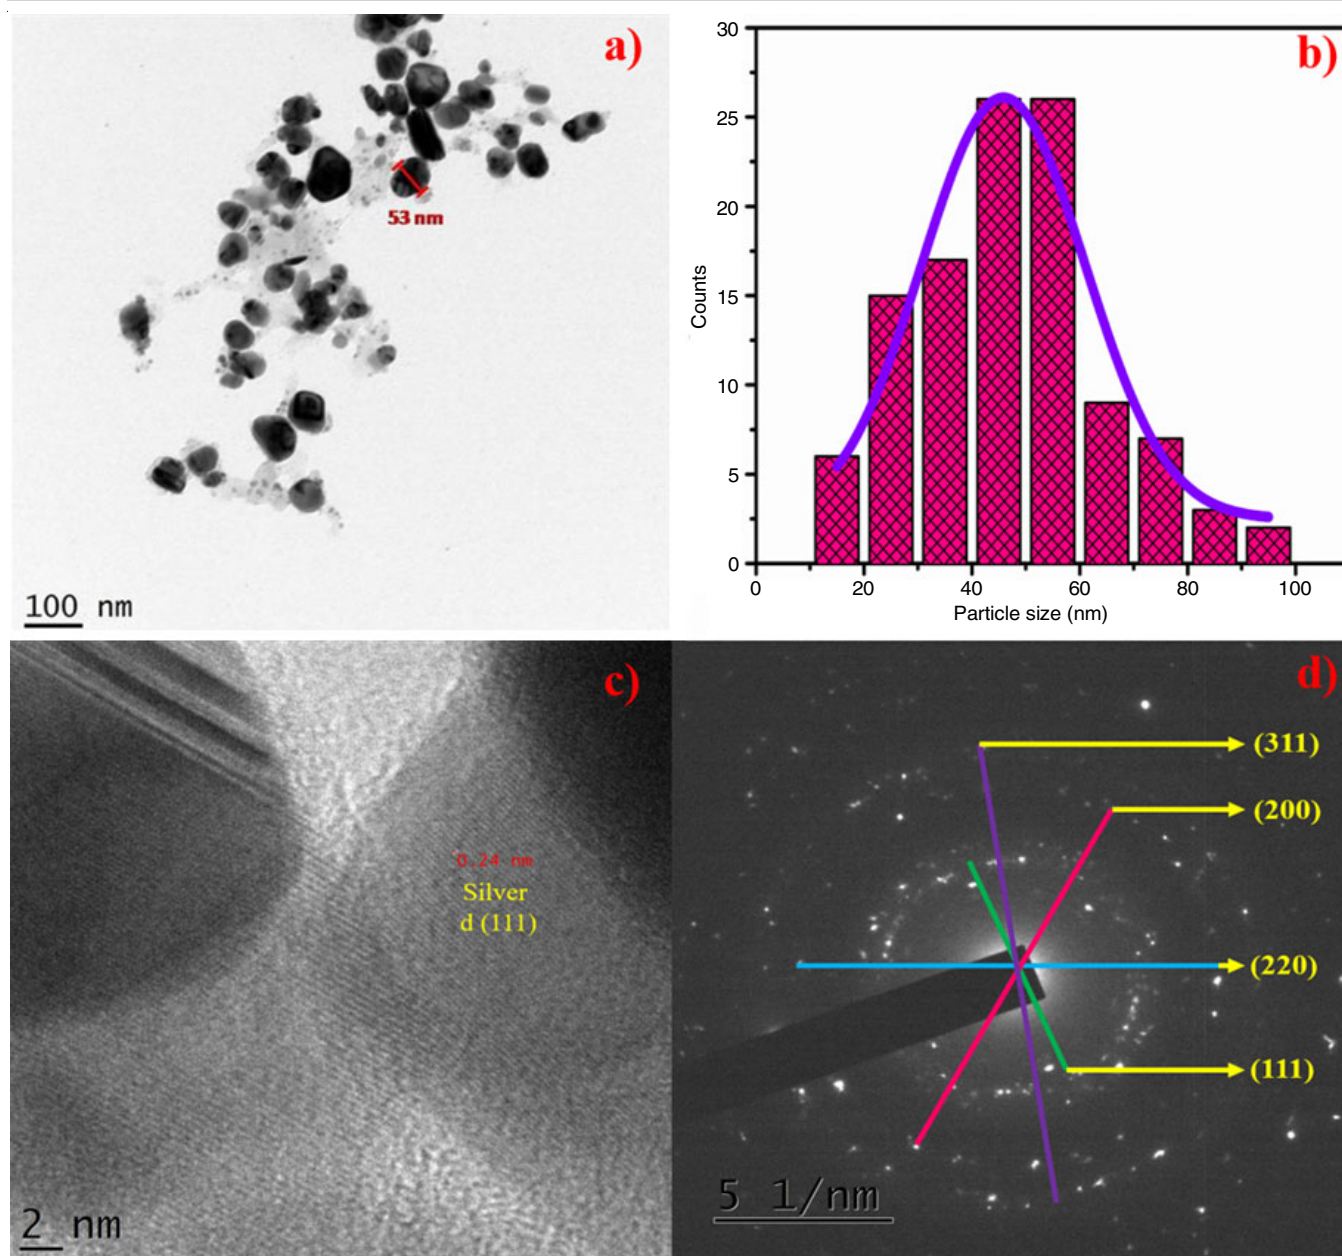 a)
53 nm
100 nm
b)
30
25
20
15
10
5
0
Counts
0 20 40 60 80 100
Particle size (nm)
c)
0.24 nm
Silver
d (111)
2 nm
d)
(311)
(200)
(220)
(111)
5 1/nm